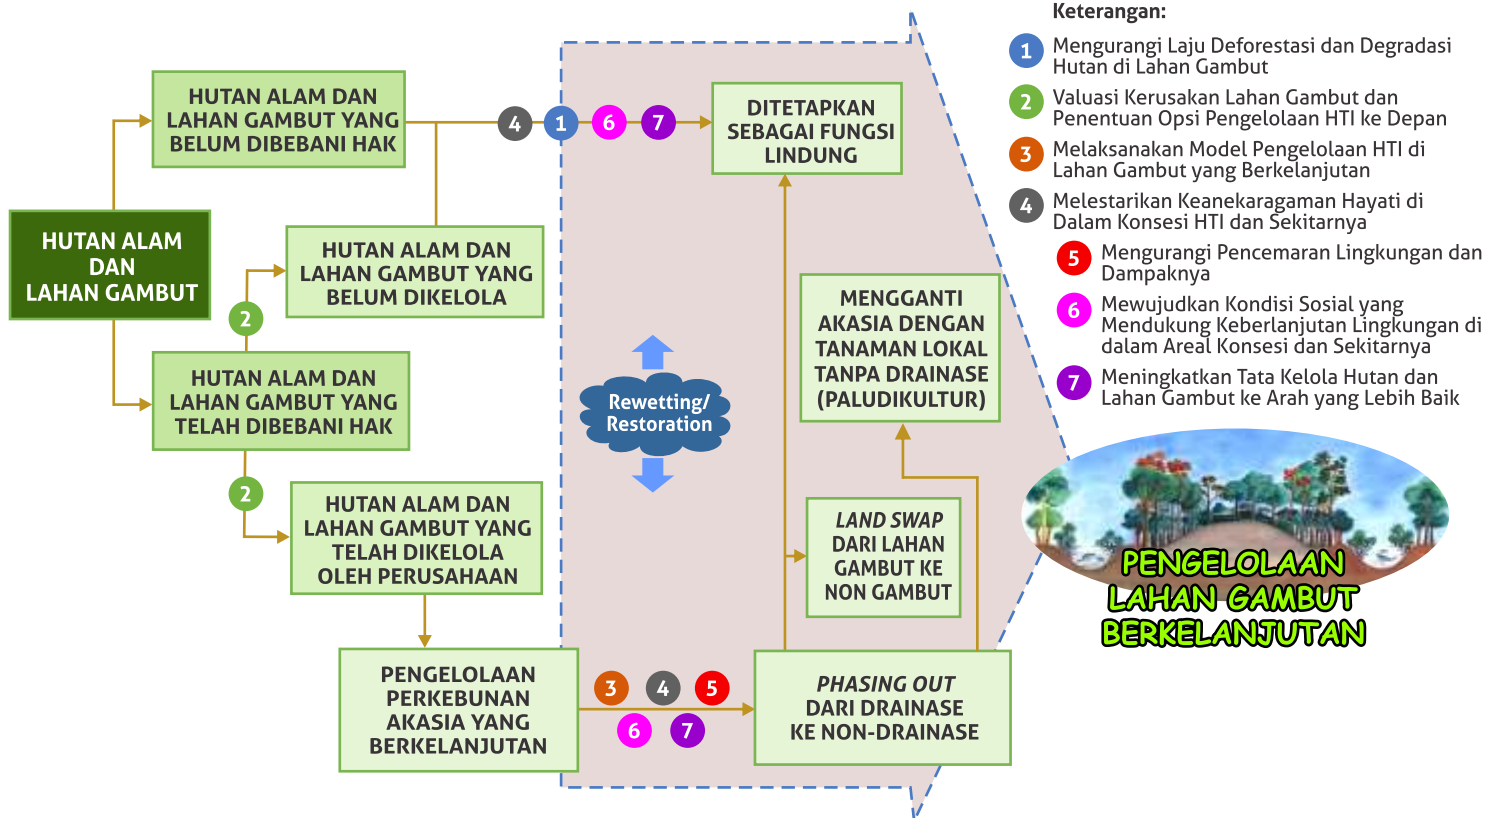 HUTAN ALAM
DAN
LAHAN GAMBUT
HUTAN ALAM DAN
LAHAN GAMBUT YANG
BELUM DIBEBANI HAK
HUTAN ALAM DAN
LAHAN GAMBUT YANG
BELUM DIKELOLA
2
HUTAN ALAM DAN
LAHAN GAMBUT YANG
TELAH DIBEBANI HAK
2
HUTAN ALAM DAN
LAHAN GAMBUT YANG
TELAH DIKELOLA
OLEH PERUSAHAAN
PENGELOLAAN
PERKEBUNAN
AKASIA YANG
BERKELANJUTAN
4 1 6 7
DITETAPKAN
SEBAGAI FUNGSI
LINDUNG
Rewetting/
Restoration
MENGGANTI
AKASIA DENGAN
TANAMAN LOKAL
TANPA DRAINASE
(PALUDIKULTUR)
LAND SWAP
DARI LAHAN
GAMBUT KE
NON GAMBUT
3 4 5
6 7
PHASING OUT
DARI DRAINASE
KE NON-DRAINASE
Keterangan:
1 Mengurangi Laju Deforestasi dan Degradasi
Hutan di Lahan Gambut
2 Valuasi Kerusakan Lahan Gambut dan
Penentuan Opsi Pengelolaan HTI ke Depan
3 Melaksanakan Model Pengelolaan HTI di
Lahan Gambut yang Berkelanjutan
4 Melestarikan Keanekaragaman Hayati di
Dalam Konsesi HTI dan Sekitarnya
5 Mengurangi Pencemaran Lingkungan dan
Dampaknya
6 Mewujudkan Kondisi Sosial yang
Mendukung Keberlanjutan Lingkungan di
dalam Areal Konsesi dan Sekitarnya
7 Meningkatkan Tata Kelola Hutan dan
Lahan Gambut ke Arah yang Lebih Baik
PENGELOLAAN
LAHAN GAMBUT
BERKELANJUTAN